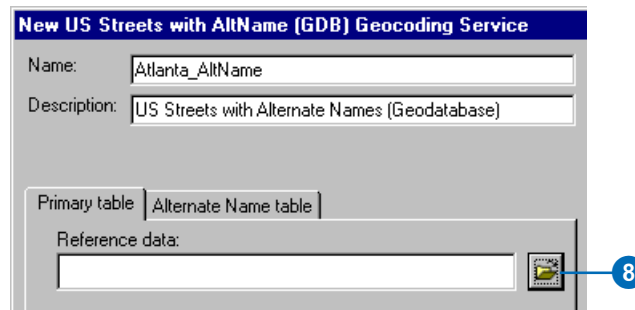 New US Streets with AltName (GDB) Geocoding Service
Name: Atlanta_AltName
Description: US Streets with Alternate Names (Geodatabase)
Primary table Alternate Name table
Reference data:
8